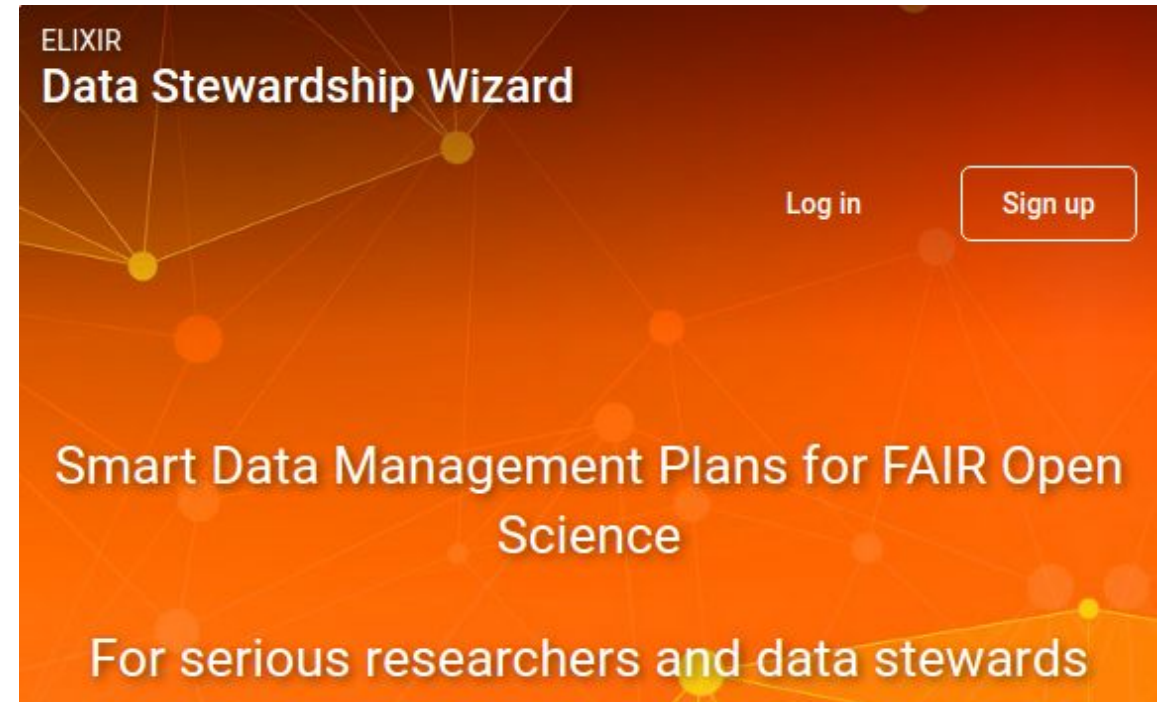 ELIXIR
Data Stewardship Wizard
Log in
Sign up
Smart Data Management Plans for FAIR Open
Science
For serious researchers and data stewards